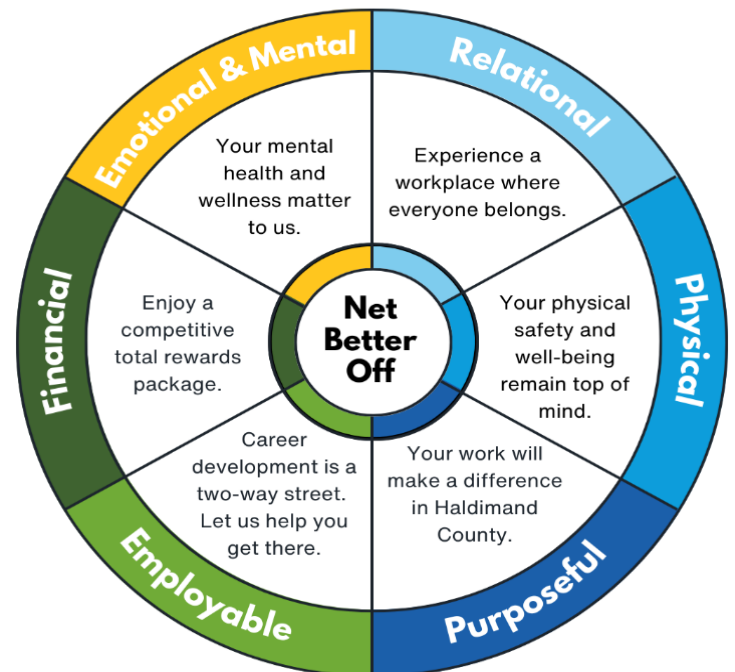 Emotional & Mental
Your mental
health and
wellness matter
to us.
Relational
Experience a
workplace where
everyone belongs.
Physical
Your physical
safety and
well-being
remain top of
mind.
Purposeful
Your work will
make a difference
in Haldimand
County.
Employable
Career
development is a
two-way street.
Let us help you
get there.
Financial
Enjoy a
competitive
total rewards
package.
Net
Better
Off